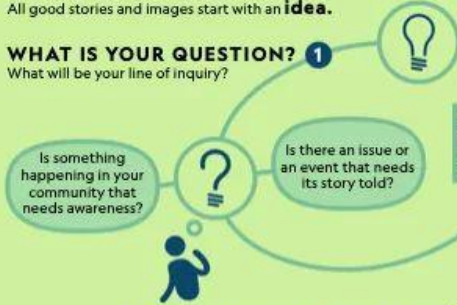 All good stories and images start with an idea.
WHAT IS YOUR QUESTION? 1
What will be your line of inquiry?
Is something
happening in your
community that
needs awareness?
?
Is there an issue or
an event that needs
its story told?